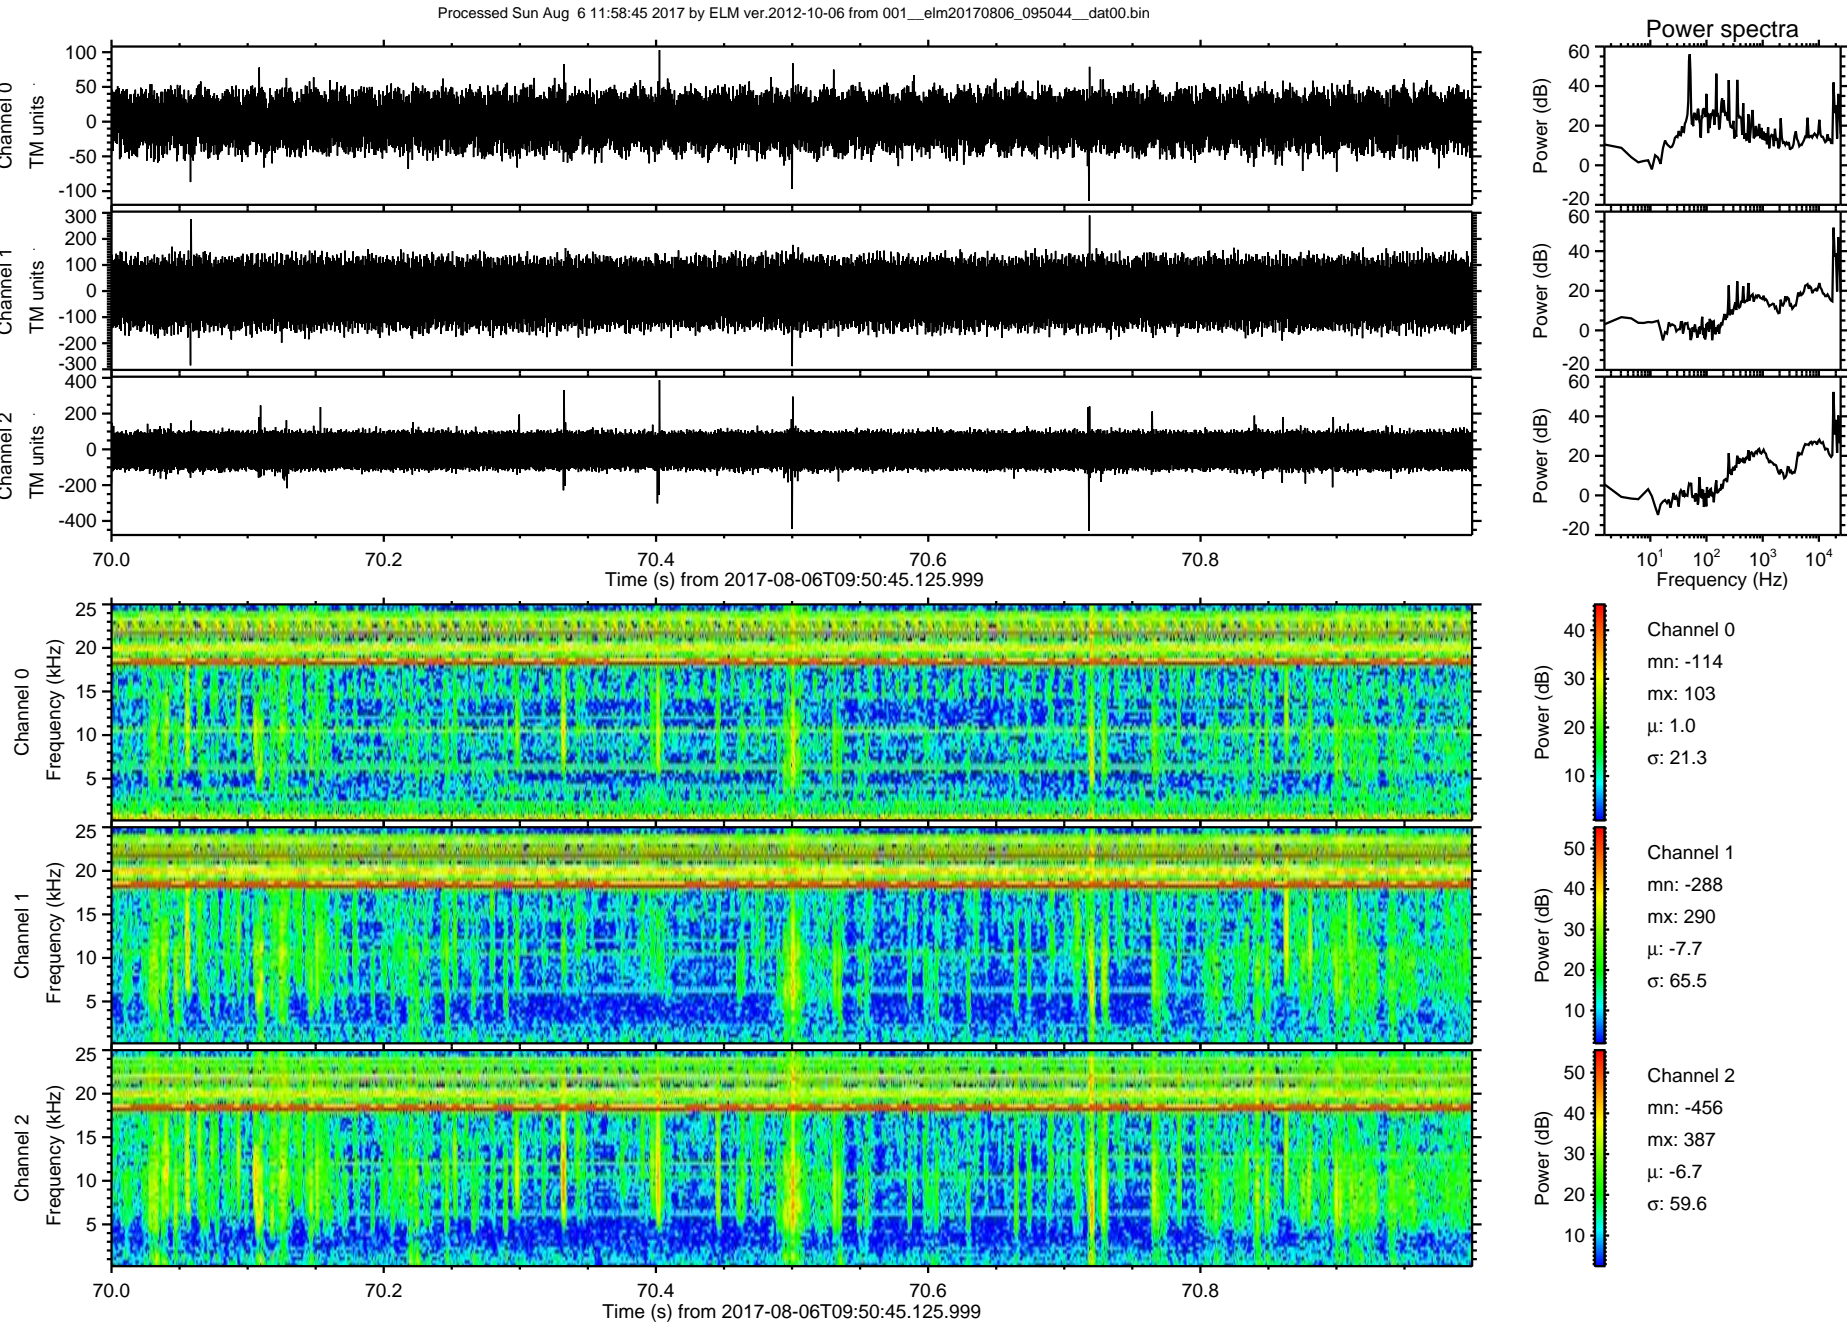 Processed Sun Aug  6 11:58:45 2017 by ELM ver.2012-10-06 from 001__elm20170806_095044__dat00.bin
Power spectra
Channel 0
TM units
100
50
0
-50
-100
Power (dB)
60
40
20
0
-20
Channel 1
TM units
300
200
100
0
-100
-200
-300
Power (dB)
60
40
20
0
-20
Channel 2
TM units
400
200
0
-200
-400
Power (dB)
60
40
20
0
-20
70.0 70.2 70.4 70.6 70.8
Time (s) from 2017-08-06T09:50:45.125.999
10^1 10^2 10^3 10^4
Frequency (Hz)
Channel 0
Frequency (kHz)
25
20
15
10
5
Power (dB)
40
30
20
10
Channel 0
mn: -114
mx: 103
μ: 1.0
σ: 21.3
Channel 1
Frequency (kHz)
25
20
15
10
5
Power (dB)
50
40
30
20
10
Channel 1
mn: -288
mx: 290
μ: -7.7
σ: 65.5
Channel 2
Frequency (kHz)
25
20
15
10
5
Power (dB)
50
40
30
20
10
Channel 2
mn: -456
mx: 387
μ: -6.7
σ: 59.6
70.0 70.2 70.4 70.6 70.8
Time (s) from 2017-08-06T09:50:45.125.999